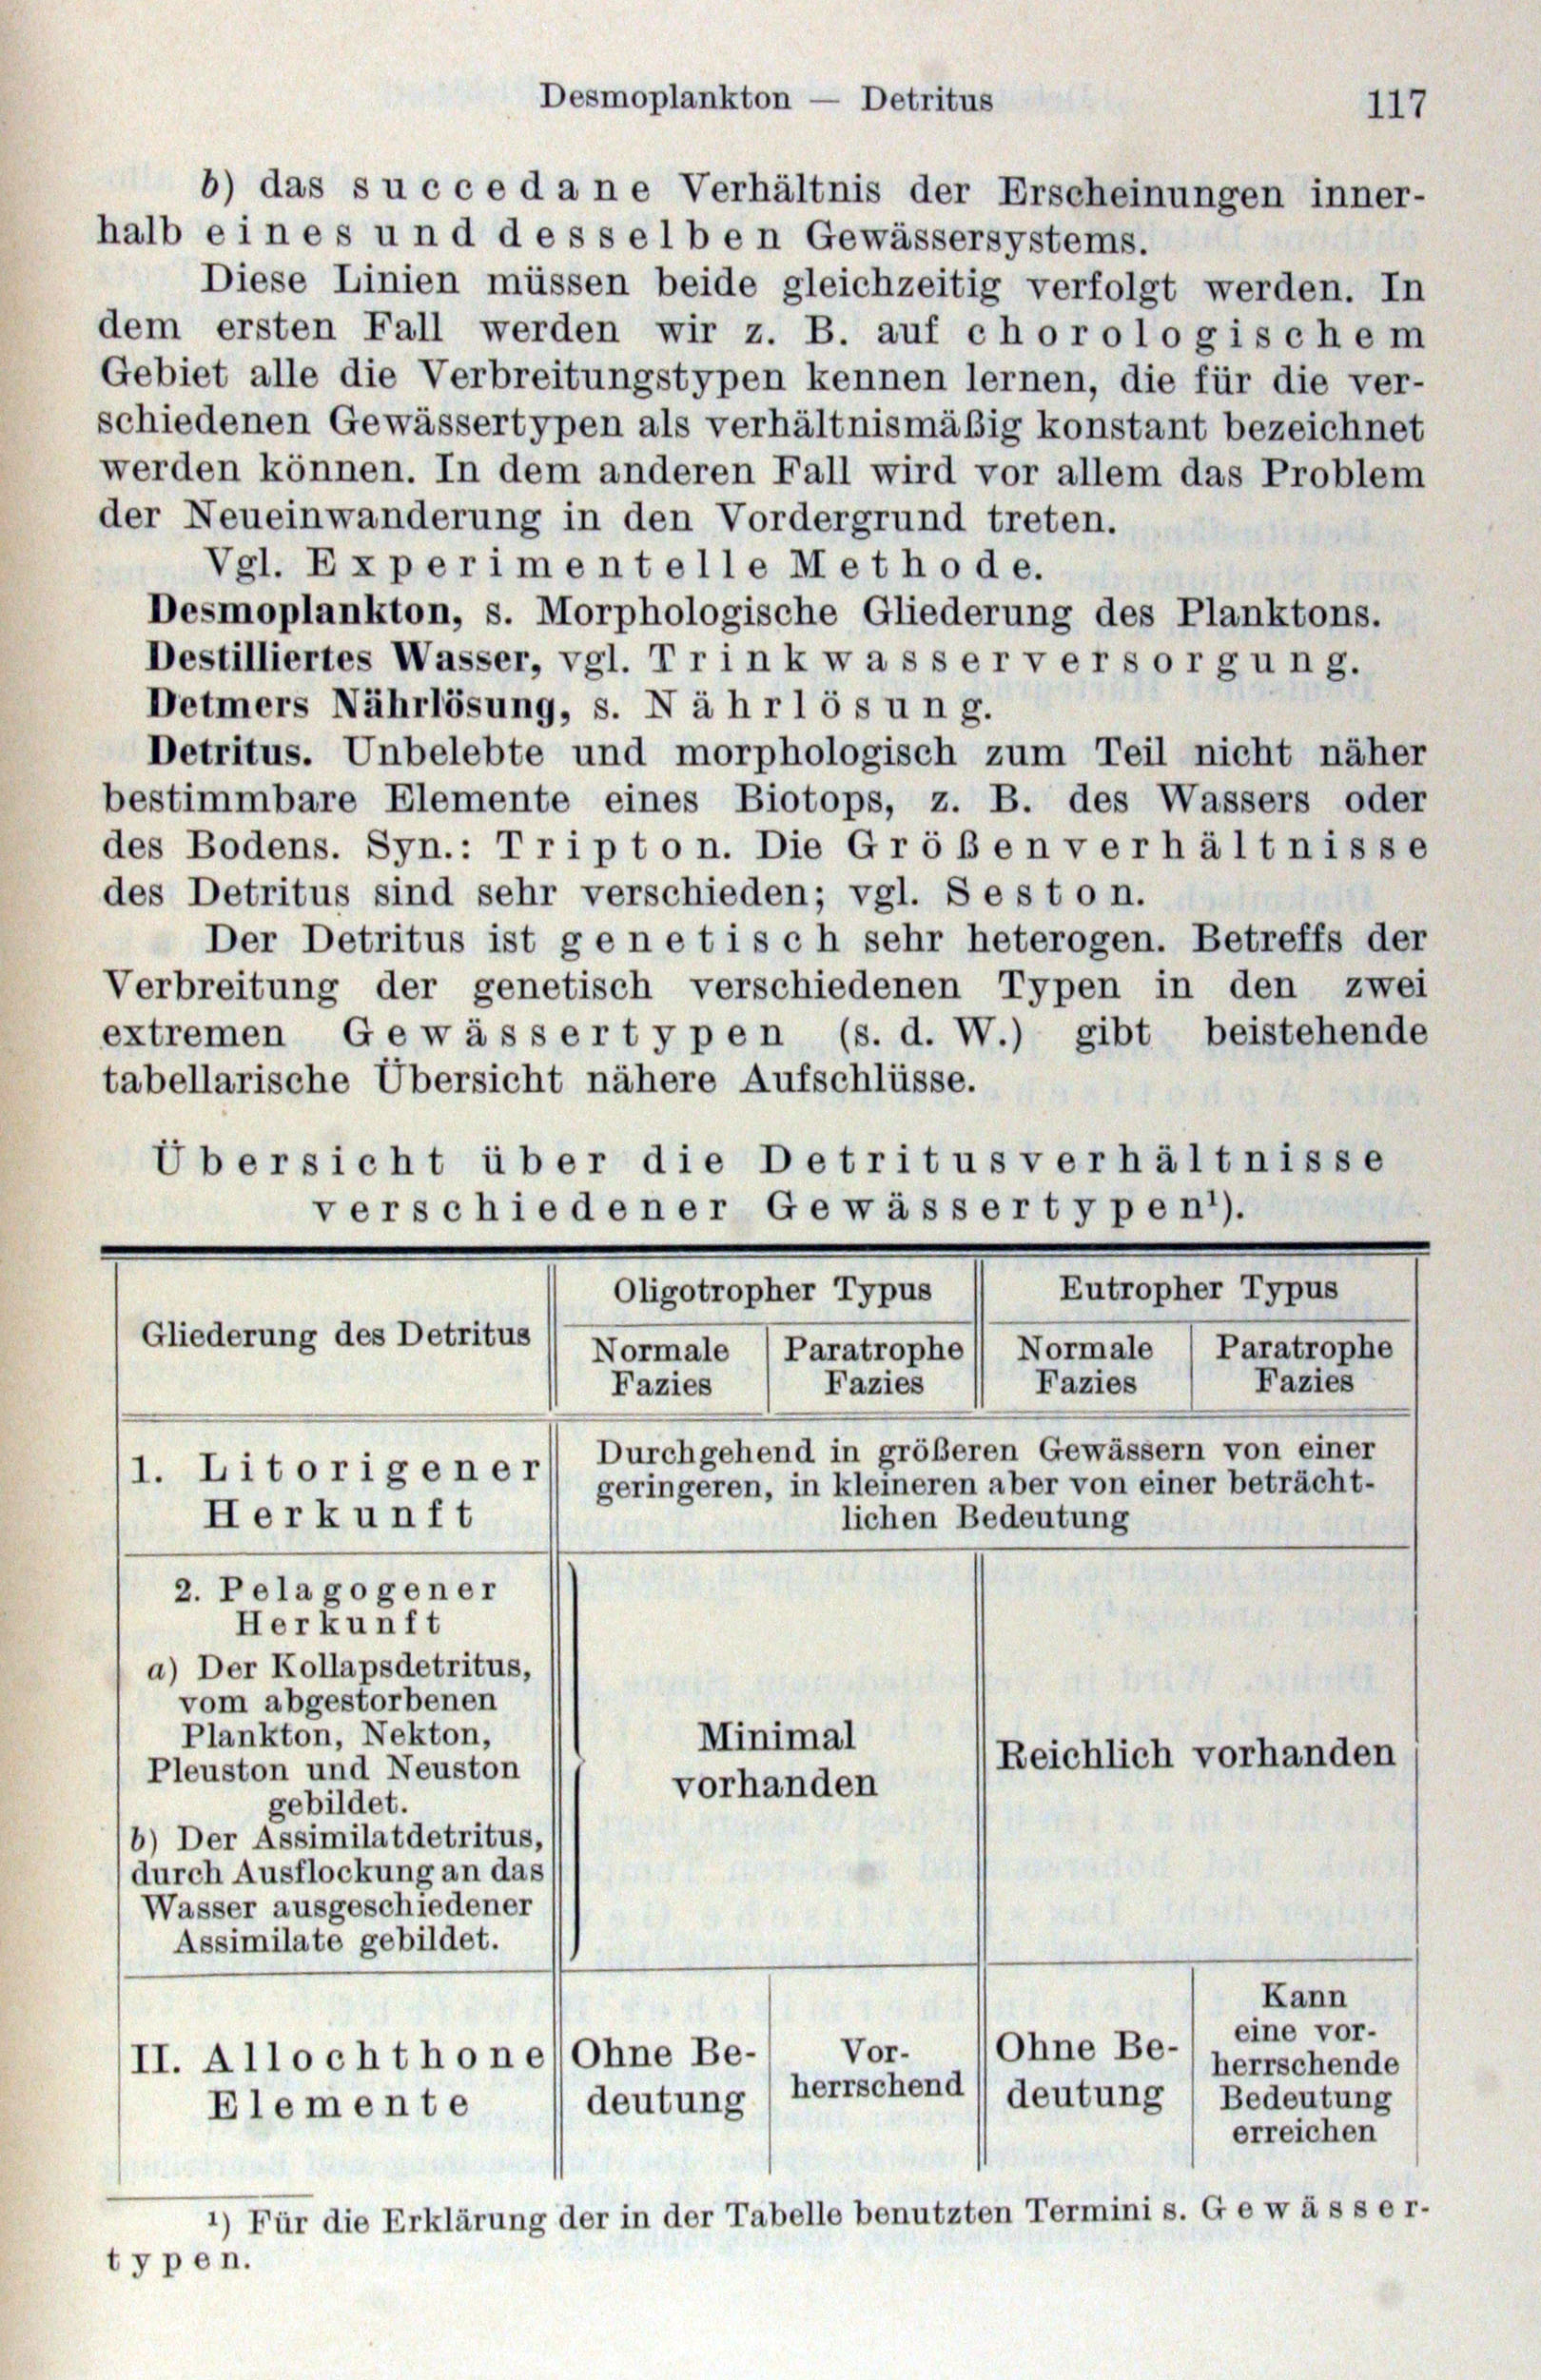 Desmoplankton — Detritus 117
b) das succedane Verhältnis der Erscheinungen inner-
halb eines und desselben Gewässersystems.
Diese Linien müssen beide gleichzeitig verfolgt werden. In
dem ersten Fall werden wir z. B. auf chorologischem
Gebiet alle die Verbreitungstypen kennen lernen, die für die ver-
schiedenen Gewässertypen als verhältnismäßig konstant bezeichnet
werden können. In dem anderen Fall wird vor allem das Problem
der Neueinwanderung in den Vordergrund treten.
Vgl. Experimentelle Methode.
Desmoplankton, s. Morphologische Gliederung des Planktons.
Destilliertes Wasser, vgl. Trinkwasserversorgung.
Detmers Nährlösung, s. Nährlösung.
Detritus. Unbelebte und morphologisch zum Teil nicht näher
bestimmbare Elemente eines Biotops, z. B. des Wassers oder
des Bodens. Syn.: Tripton. Die Größenverhältnisse
des Detritus sind sehr verschieden; vgl. Seston.
Der Detritus ist genetisch sehr heterogen. Betreffs der
Verbreitung der genetisch verschiedenen Typen in den zwei
extremen Gewässertypen (s. d. W.) gibt beistehende
tabellarische Übersicht nähere Aufschlüsse.
Übersicht über die Detritusverhältnisse
verschiedener Gewässertypen¹).
Gliederung des Detritus
Oligotropher Typus
Eutropher Typus
Normale
Fazies
Paratrophe
Fazies
Normale
Fazies
Paratrophe
Fazies
1. Litorigener
Herkunft
Durchgehend in größeren Gewässern von einer
geringeren, in kleineren aber von einer beträcht-
lichen Bedeutung
2. Pelagogener
Herkunft
a) Der Kollapsdetritus,
vom abgestorbenen
Plankton, Nekton,
Pleuston und Neuston
gebildet.
b) Der Assimilatdetritus,
durch Ausflockung an das
Wasser ausgeschiedener
Assimilate gebildet.
Minimal
vorhanden
Reichlich vorhanden
II. Allochthone
Elemente
Ohne Be-
deutung
Vor-
herrschend
Ohne Be-
deutung
Kann
eine vor-
herrschende
Bedeutung
erreichen
¹) Für die Erklärung der in der Tabelle benutzten Termini s. Gewässer-
typen.